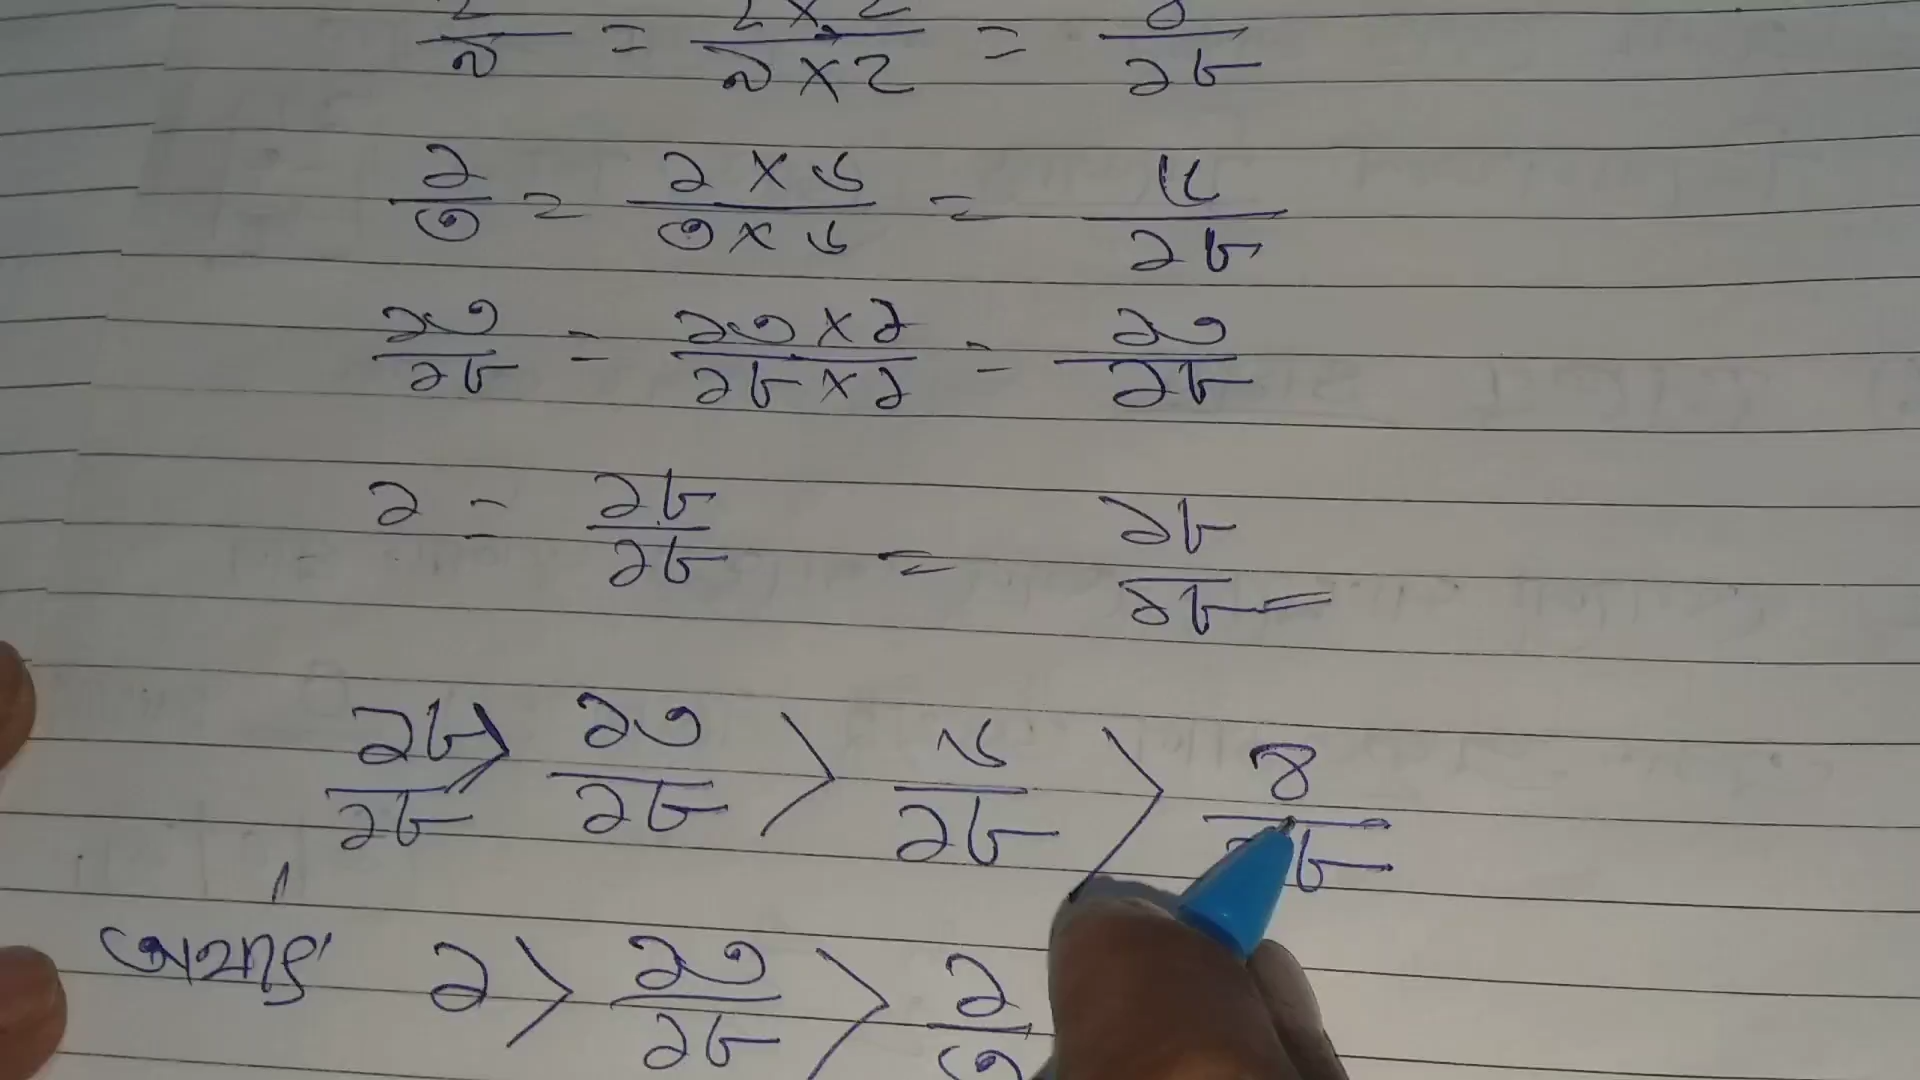 ২/৯ = ২×২/৯×২ = ৪/১৮
১/৩ = ১×৬/৩×৬ = ৬/১৮
১৩/১৮ = ১৩×১/১৮×১ = ১৩/১৮
১ = ১৮/১৮ = ১৮/১৮
১৮/১৮ > ১৩/১৮ > ৬/১৮ > ৪/১৮
অর্থাৎ ১ > ১৩/১৮ > ১/৩